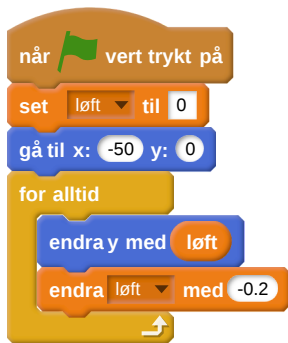 når vert trykt på
set løft til 0
gå til x: -50 y: 0
for alltid
endra y med løft
endra løft med -0.2